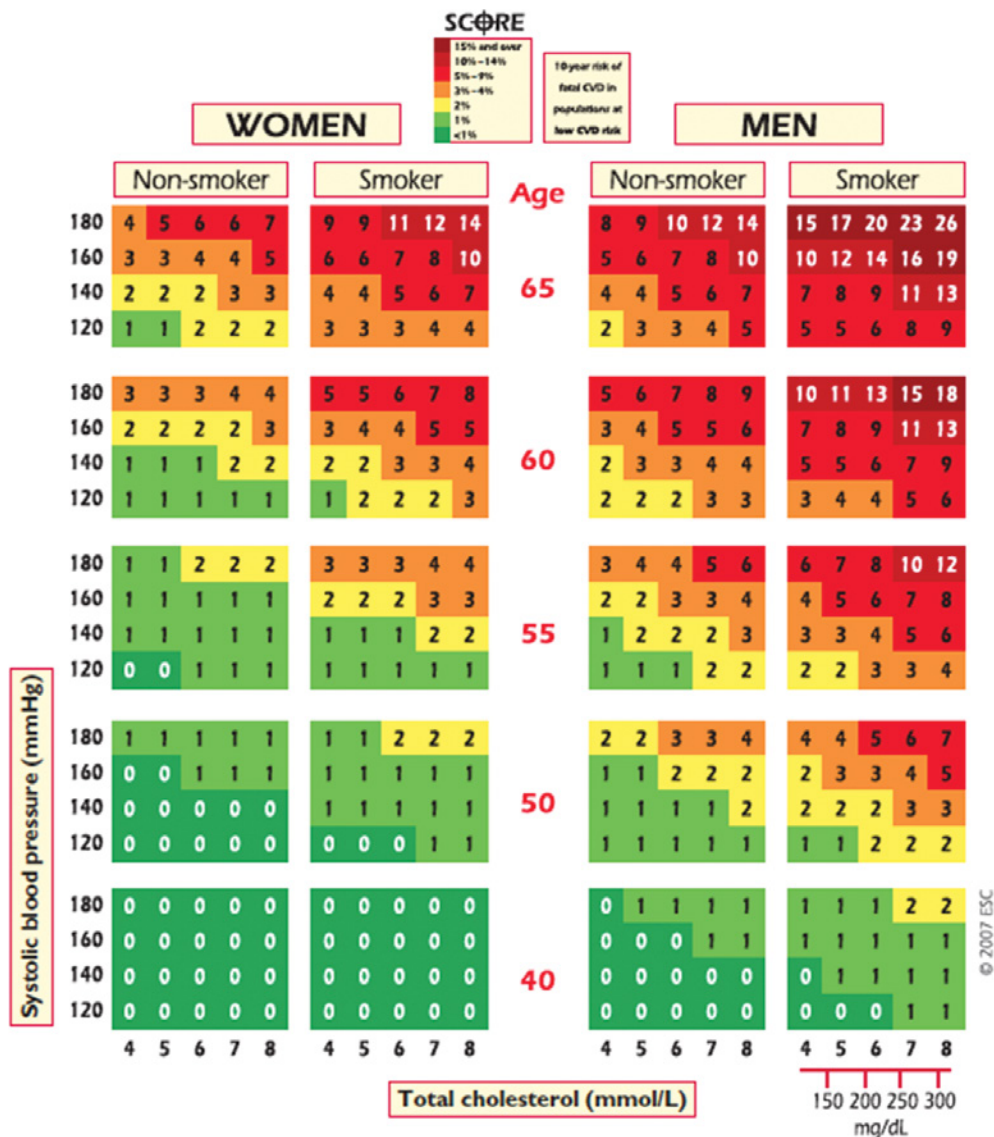 SCORE
15% and over
10%–14%
5%–9%
3%–4%
2%
1%
<1%
10-year risk of
fatal CVD in
populations at
low CVD risk
WOMEN
MEN
Non-smoker Smoker Age Non-smoker Smoker
180 4 5 6 6 7 9 9 11 12 14 8 9 10 12 14 15 17 20 23 26
160 3 3 4 4 5 6 6 7 8 10 5 6 7 8 10 10 12 14 16 19
65
140 2 2 2 3 3 4 4 5 6 7 4 4 5 6 7 7 8 9 11 13
120 1 1 2 2 2 3 3 3 4 4 2 3 3 4 5 5 5 6 8 9
180 3 3 3 4 4 5 5 6 7 8 5 6 7 8 9 10 11 13 15 18
160 2 2 2 2 3 3 4 4 5 5 3 4 5 5 6 7 8 9 11 13
60
140 1 1 1 2 2 2 2 3 3 4 2 3 3 4 4 5 5 6 7 9
120 1 1 1 1 1 1 2 2 2 3 2 2 2 3 3 3 4 4 5 6
180 1 1 2 2 2 3 3 3 4 4 3 4 4 5 6 6 7 8 10 12
160 1 1 1 1 1 2 2 2 3 3 2 2 3 3 4 4 5 6 7 8
55
140 1 1 1 1 1 1 1 1 2 2 1 2 2 2 3 3 3 4 5 6
120 0 0 1 1 1 1 1 1 1 1 1 1 1 2 2 2 2 3 3 4
180 1 1 1 1 1 1 1 2 2 2 2 2 3 3 4 4 4 5 6 7
160 0 0 1 1 1 1 1 1 1 1 1 1 2 2 2 2 3 3 4 5
50
140 0 0 0 0 0 1 1 1 1 1 1 1 1 1 2 2 2 2 3 3
120 0 0 0 0 0 0 0 0 1 1 1 1 1 1 1 1 1 2 2 2
180 0 0 0 0 0 0 0 0 0 0 0 1 1 1 1 1 1 1 2 2
160 0 0 0 0 0 0 0 0 0 0 0 0 0 1 1 1 1 1 1 1
40
140 0 0 0 0 0 0 0 0 0 0 0 0 0 0 0 0 1 1 1 1
120 0 0 0 0 0 0 0 0 0 0 0 0 0 0 0 0 0 0 1 1
4 5 6 7 8 4 5 6 7 8 4 5 6 7 8 4 5 6 7 8
Systolic blood pressure (mmHg)
Total cholesterol (mmol/L)
150 200 250 300
mg/dL
© 2007 ESC